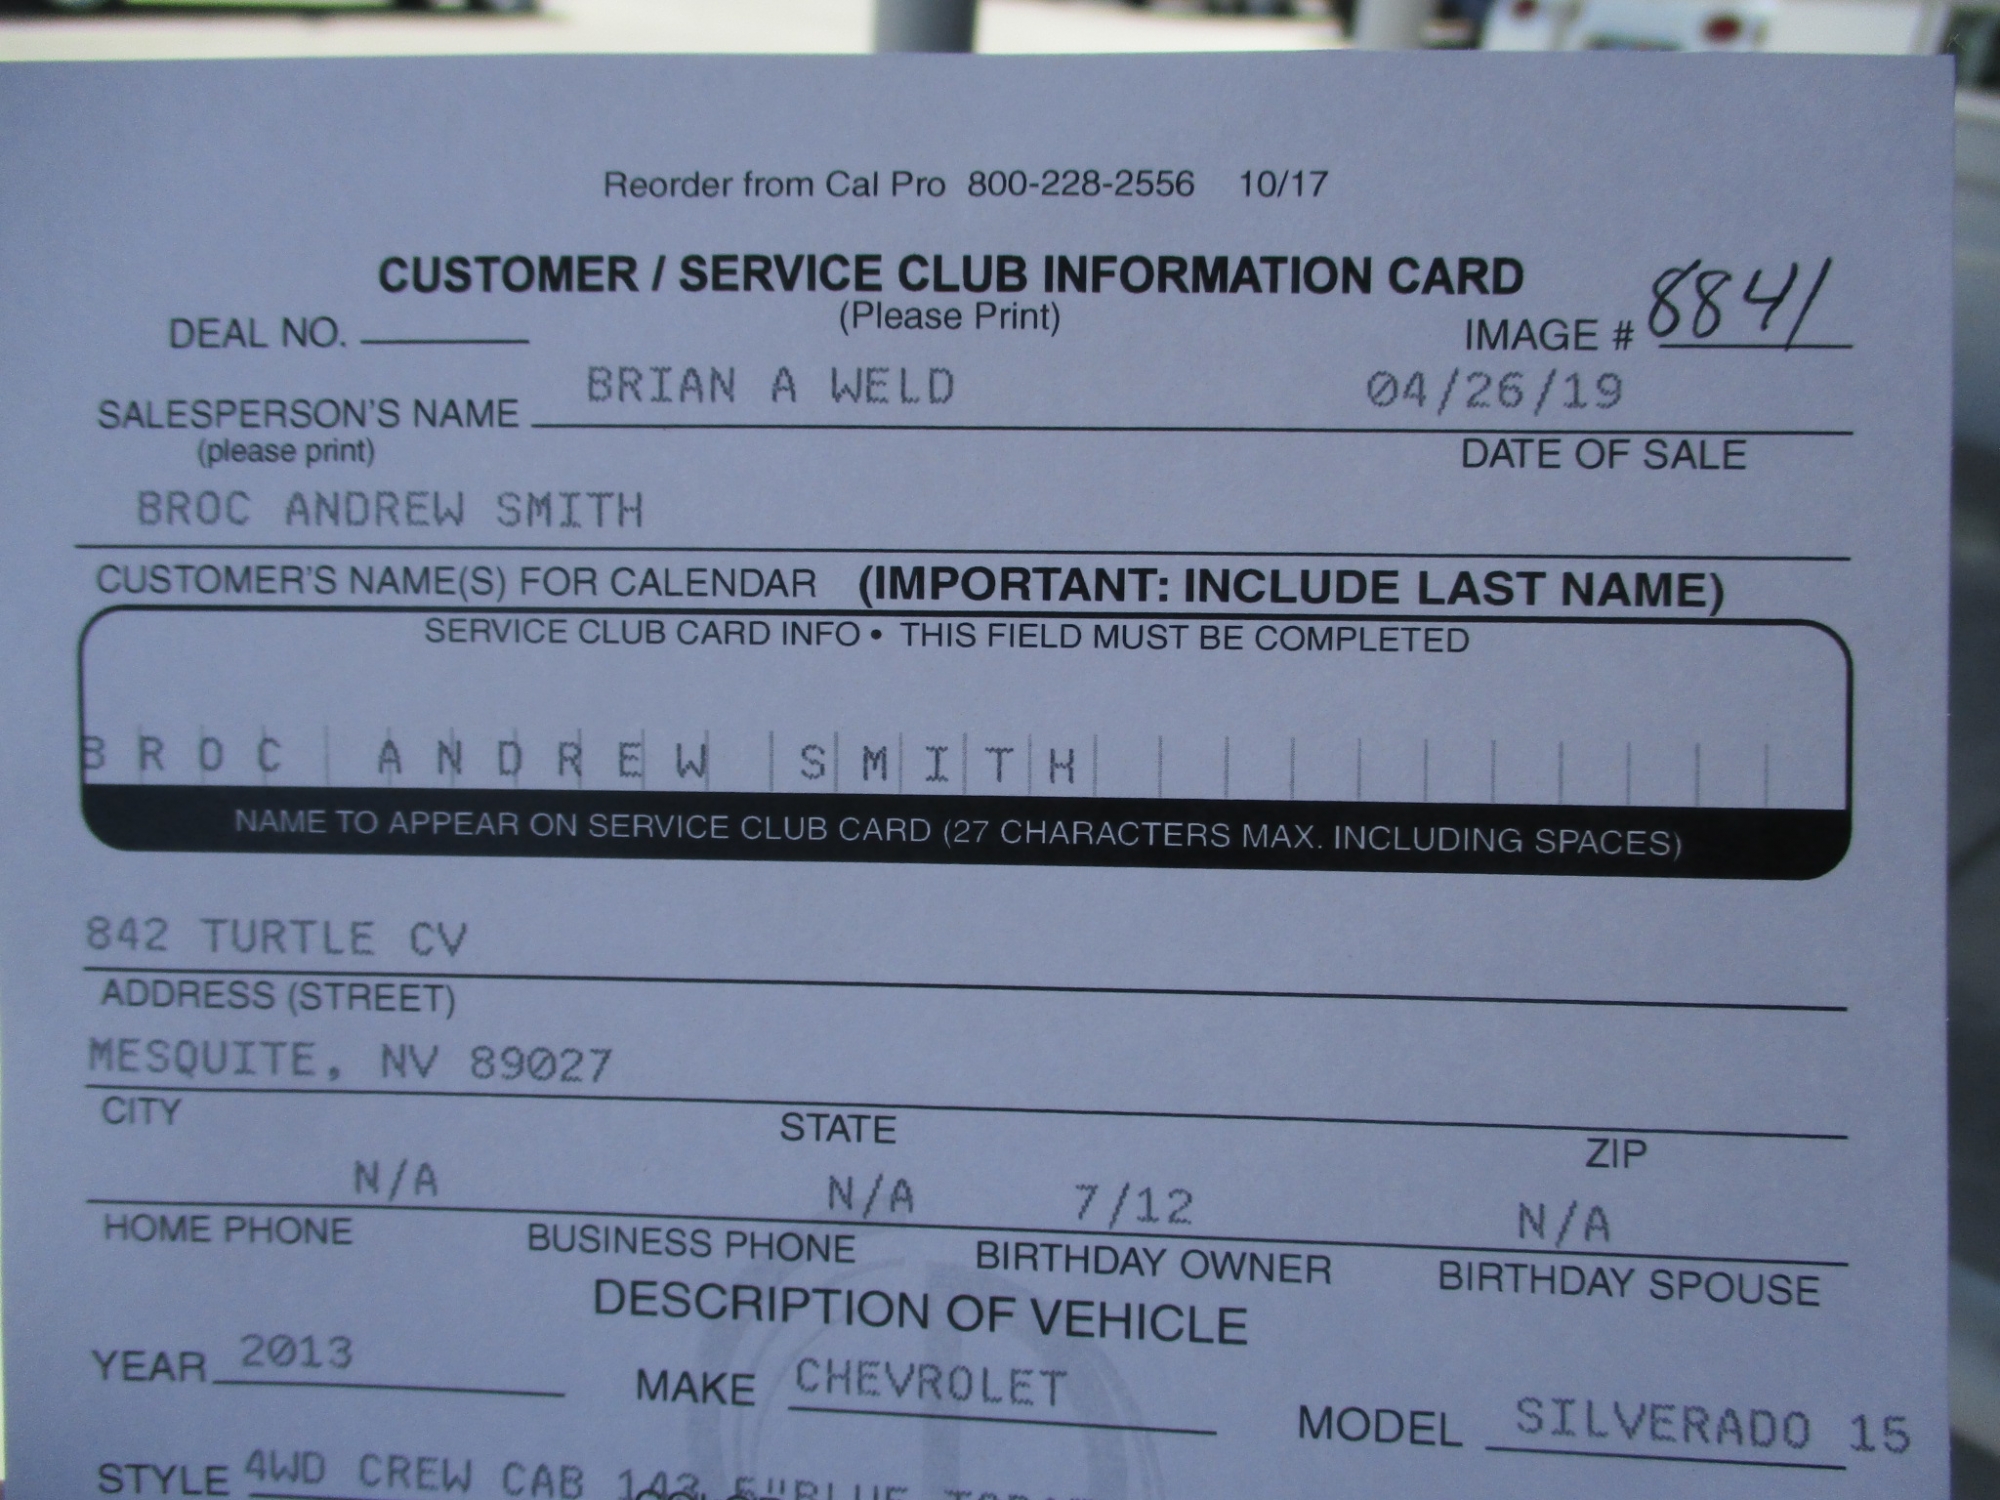 Reorder from Cal Pro 800-228-2556 10/17
CUSTOMER / SERVICE CLUB INFORMATION CARD
(Please Print)
DEAL NO. IMAGE # 8841
SALESPERSON'S NAME BRIAN A WELD 04/26/19
(please print) DATE OF SALE
BROC ANDREW SMITH
CUSTOMER'S NAME(S) FOR CALENDAR (IMPORTANT: INCLUDE LAST NAME)
SERVICE CLUB CARD INFO • THIS FIELD MUST BE COMPLETED
BROC ANDREW SMITH
NAME TO APPEAR ON SERVICE CLUB CARD (27 CHARACTERS MAX. INCLUDING SPACES)
842 TURTLE CV
ADDRESS (STREET)
MESQUITE, NV 89027
CITY STATE ZIP
N/A N/A 7/12 N/A
HOME PHONE BUSINESS PHONE BIRTHDAY OWNER BIRTHDAY SPOUSE
DESCRIPTION OF VEHICLE
YEAR 2013 MAKE CHEVROLET MODEL SILVERADO 15
STYLE 4WD CREW CAB